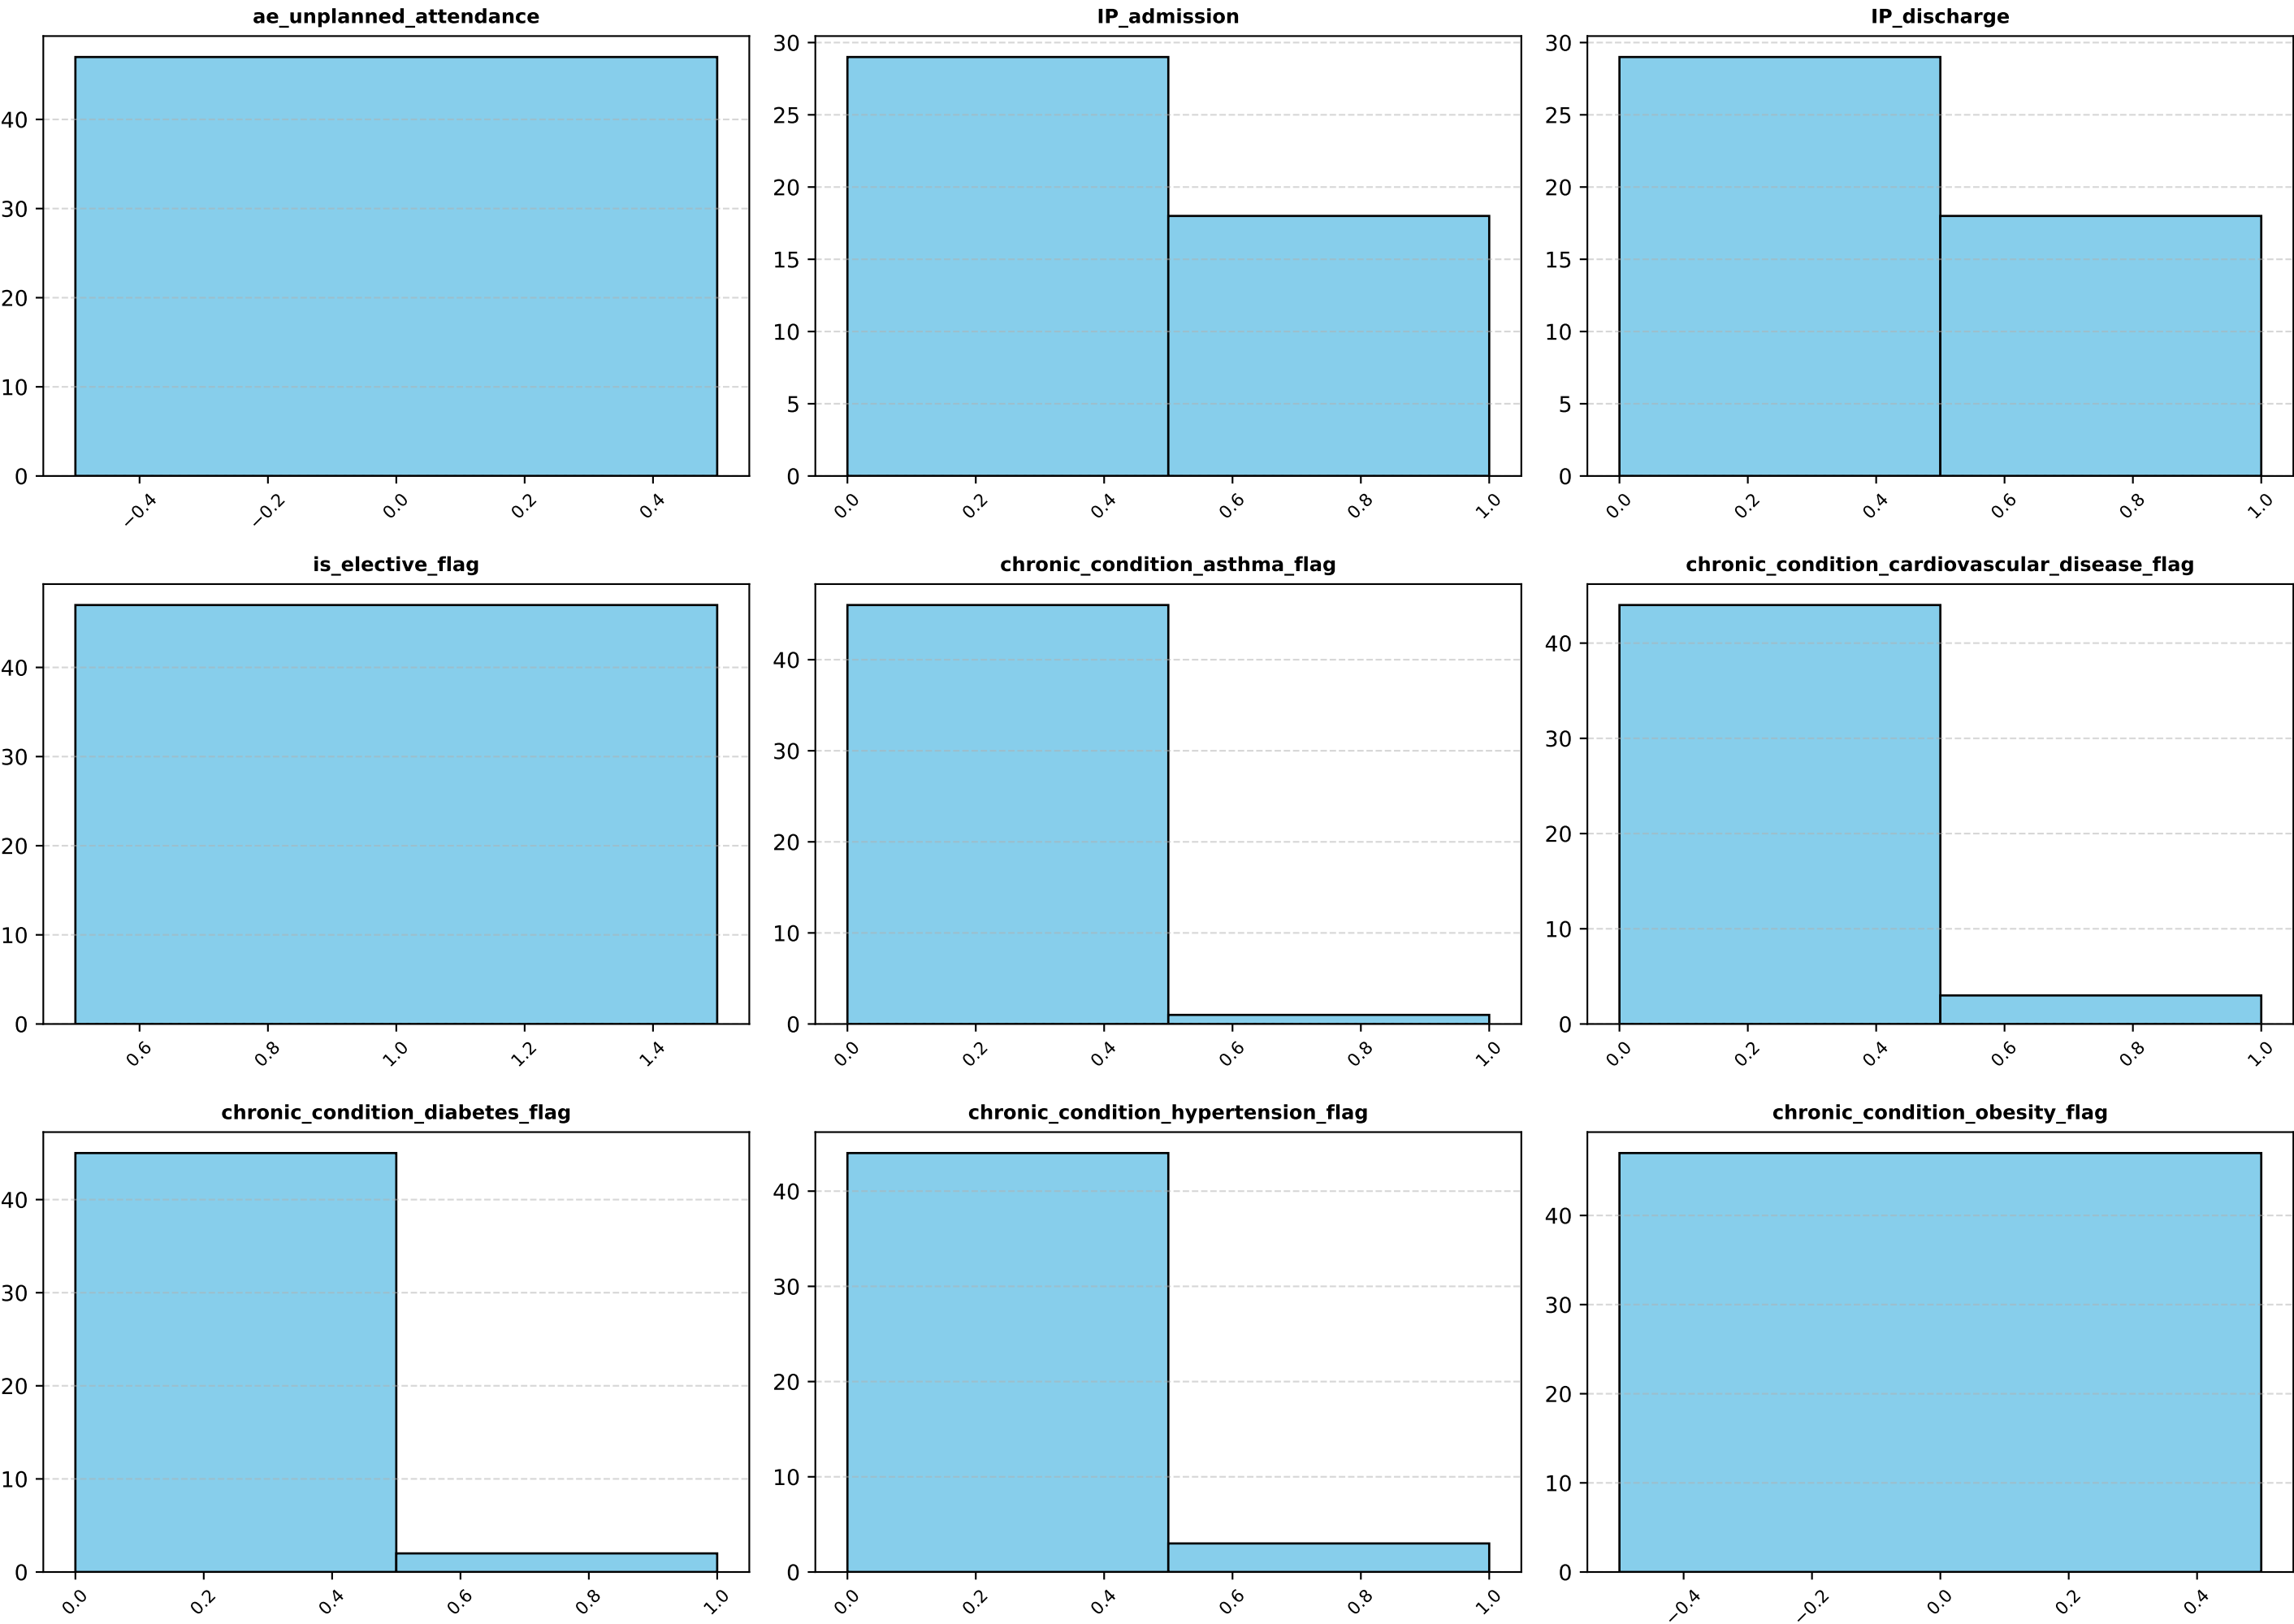 ae_unplanned_attendance
40
30
20
10
0
−0.4 −0.2 0.0 0.2 0.4
IP_admission
30
25
20
15
10
5
0
0.0 0.2 0.4 0.6 0.8 1.0
IP_discharge
30
25
20
15
10
5
0
0.0 0.2 0.4 0.6 0.8 1.0
is_elective_flag
40
30
20
10
0
0.6 0.8 1.0 1.2 1.4
chronic_condition_asthma_flag
40
30
20
10
0
0.0 0.2 0.4 0.6 0.8 1.0
chronic_condition_cardiovascular_disease_flag
40
30
20
10
0
0.0 0.2 0.4 0.6 0.8 1.0
chronic_condition_diabetes_flag
40
30
20
10
0
0.0 0.2 0.4 0.6 0.8 1.0
chronic_condition_hypertension_flag
40
30
20
10
0
0.0 0.2 0.4 0.6 0.8 1.0
chronic_condition_obesity_flag
40
30
20
10
0
−0.4 −0.2 0.0 0.2 0.4